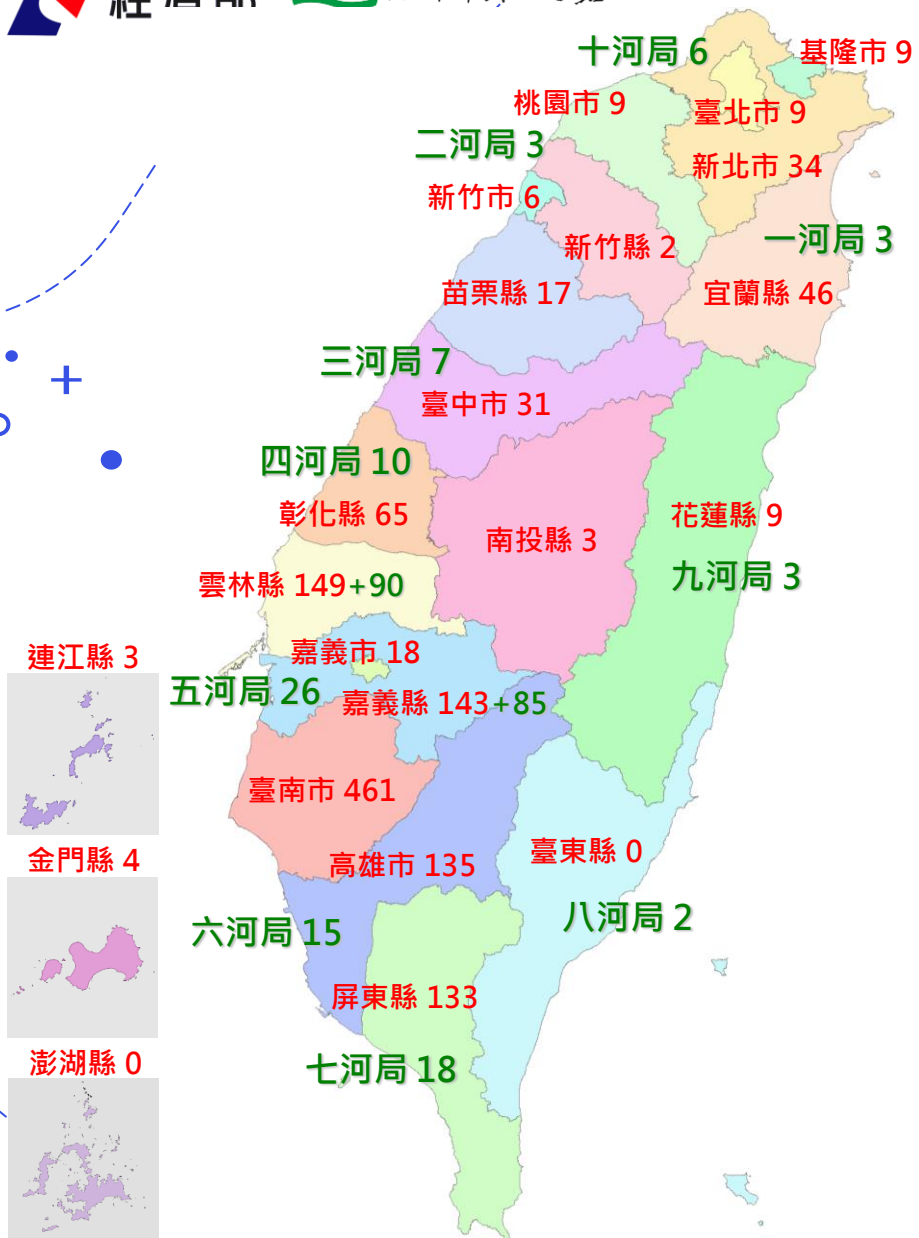 十河局 6
基隆市 9
桃園市 9
臺北市 9
二河局 3
新北市 34
新竹市 6
新竹縣 2
一河局 3
苗栗縣 17
宜蘭縣 46
三河局 7
臺中市 31
四河局 10
彰化縣 65
南投縣 3
花蓮縣 9
九河局 3
雲林縣 149+90
嘉義市 18
連江縣 3
五河局 26
嘉義縣 143+85
臺南市 461
金門縣 4
高雄市 135
臺東縣 0
六河局 15
八河局 2
屏東縣 133
澎湖縣 0
七河局 18